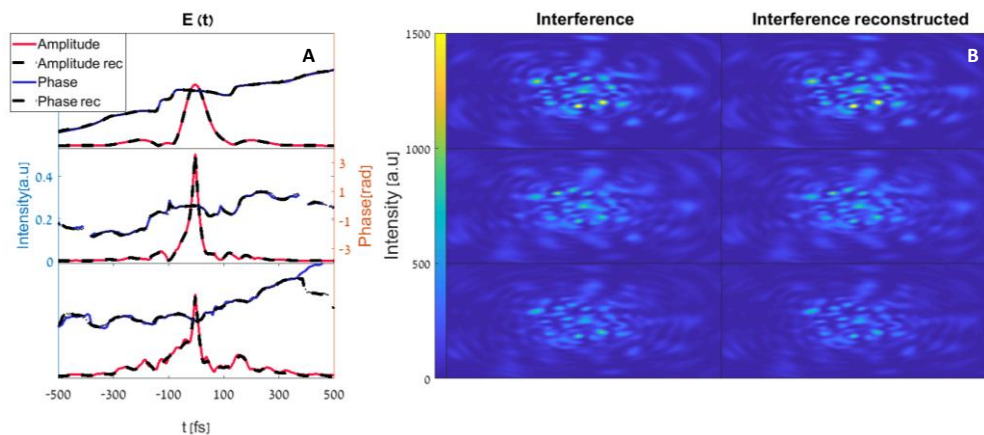 E (t)
Amplitude
Amplitude rec
Phase
Phase rec
A
Intensity[a.u]
0.4
0.2
0
3
1
-1
-3
Phase[rad]
-500
-300
-100
100
300
500
t [fs]
Interference
Interference reconstructed
B
Intensity [a.u]
1500
1000
500
0